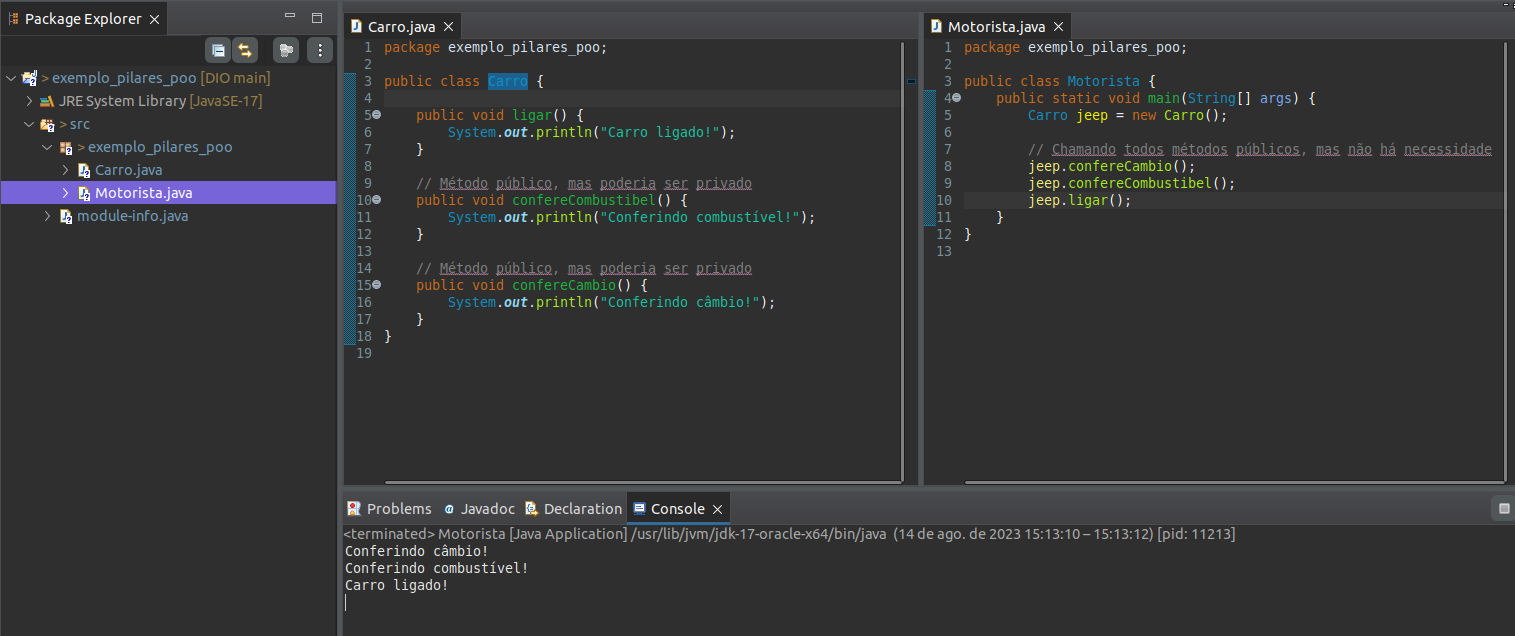 Package Explorer
> exemplo_pilares_poo [DIO main]
JRE System Library [JavaSE-17]
> src
> exemplo_pilares_poo
Carro.java
Motorista.java
module-info.java
Carro.java
1 package exemplo_pilares_poo;
2
3 public class Carro {
4
5 public void ligar() {
6 System.out.println("Carro ligado!");
7 }
8
9 // Método público, mas poderia ser privado
10 public void confereCombustibel() {
11 System.out.println("Conferindo combustível!");
12 }
13
14 // Método público, mas poderia ser privado
15 public void confereCambio() {
16 System.out.println("Conferindo câmbio!");
17 }
18 }
19
Motorista.java
1 package exemplo_pilares_poo;
2
3 public class Motorista {
4 public static void main(String[] args) {
5 Carro jeep = new Carro();
6
7 // Chamando todos métodos públicos, mas não há necessidade
8 jeep.confereCambio();
9 jeep.confereCombustibel();
10 jeep.ligar();
11 }
12 }
13
Problems Javadoc Declaration Console
<terminated> Motorista [Java Application] /usr/lib/jvm/jdk-17-oracle-x64/bin/java (14 de ago. de 2023 15:13:10 – 15:13:12) [pid: 11213]
Conferindo câmbio!
Conferindo combustível!
Carro ligado!